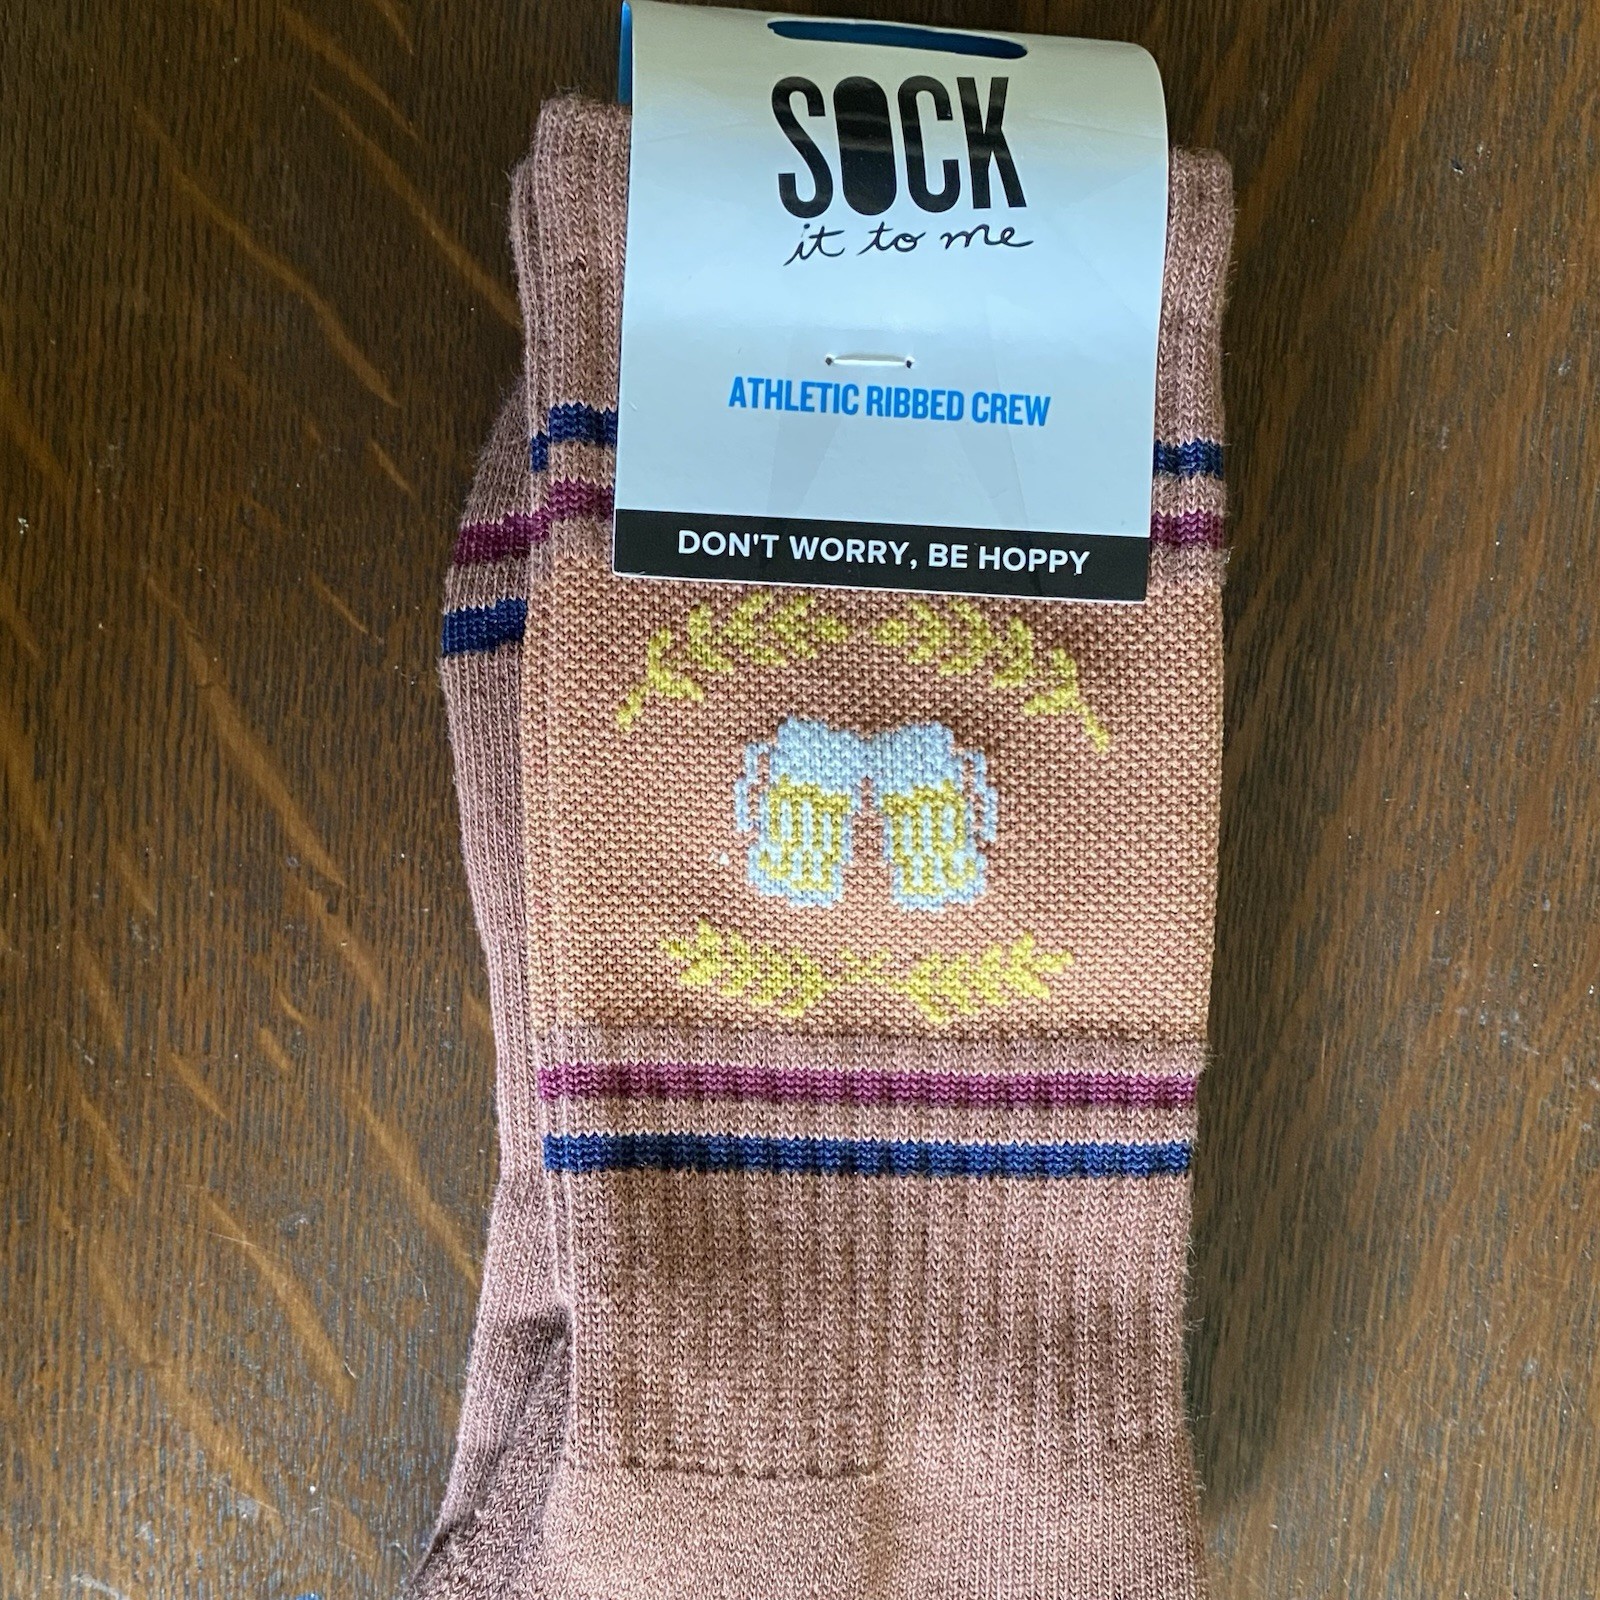 SOCK
it to me
ATHLETIC RIBBED CREW
DON'T WORRY, BE HOPPY